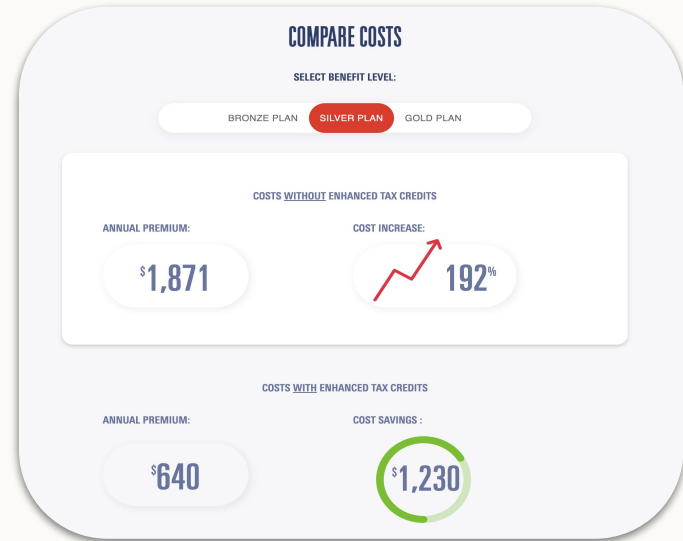 COMPARE COSTS
SELECT BENEFIT LEVEL:
BRONZE PLAN SILVER PLAN GOLD PLAN
COSTS WITHOUT ENHANCED TAX CREDITS
ANNUAL PREMIUM: COST INCREASE:
$1,871 192%
COSTS WITH ENHANCED TAX CREDITS
ANNUAL PREMIUM: COST SAVINGS :
$640 $1,230